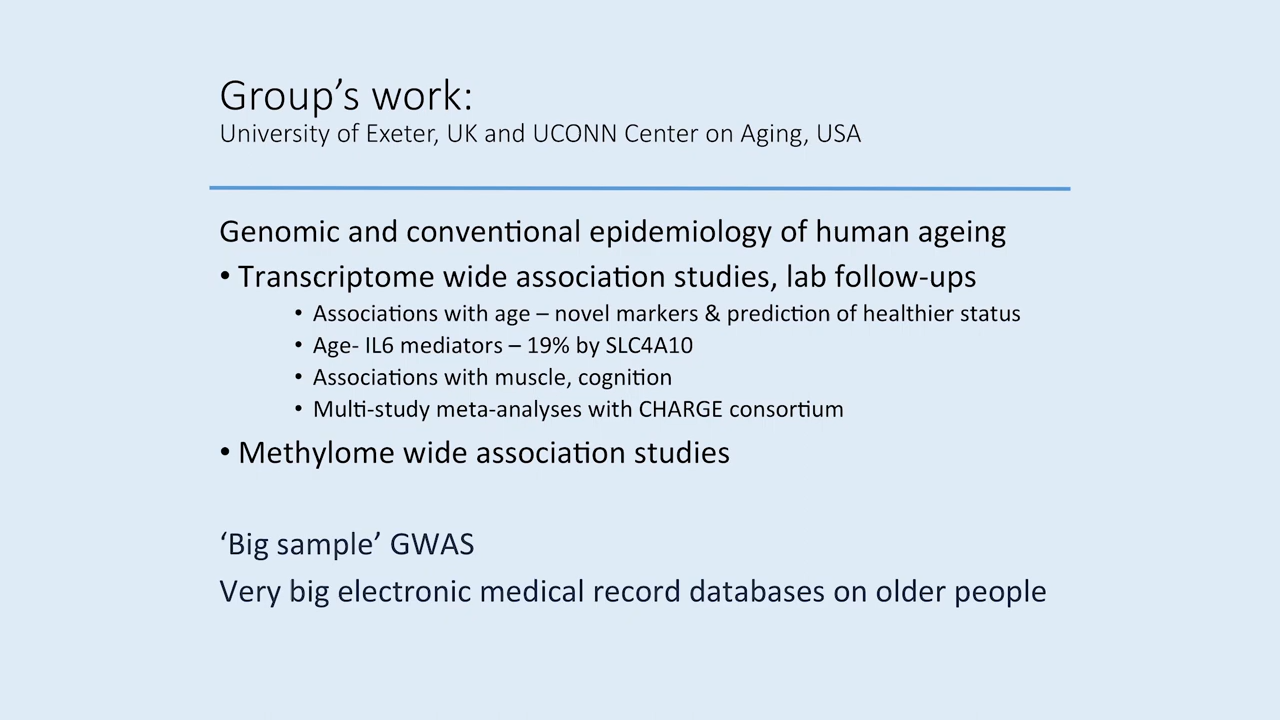 Group’s work:
University of Exeter, UK and UCONN Center on Aging, USA
Genomic and conventional epidemiology of human ageing
• Transcriptome wide association studies, lab follow-ups
• Associations with age – novel markers & prediction of healthier status
• Age- IL6 mediators – 19% by SLC4A10
• Associations with muscle, cognition
• Multi-study meta-analyses with CHARGE consortium
• Methylome wide association studies
‘Big sample’ GWAS
Very big electronic medical record databases on older people